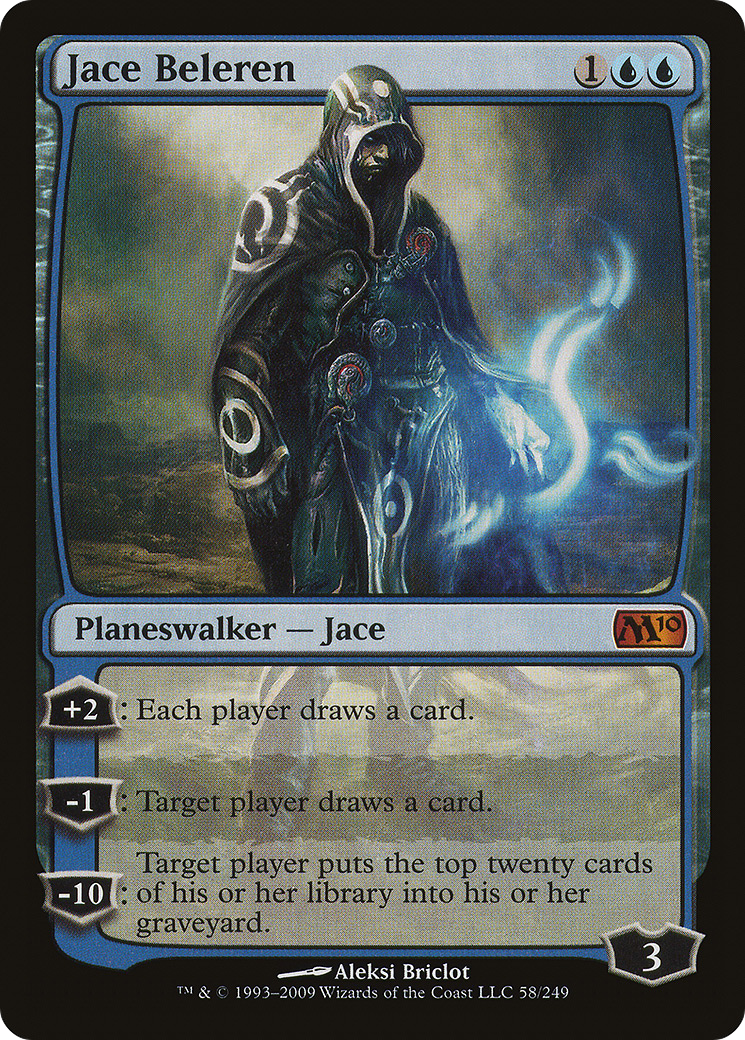 Jace Beleren 1
Planeswalker — Jace M10
+2 : Each player draws a card.
-1 : Target player draws a card.
Target player puts the top twenty cards
-10 : of his or her library into his or her
graveyard.
3
Aleksi Briclot
™ & © 1993–2009 Wizards of the Coast LLC 58/249